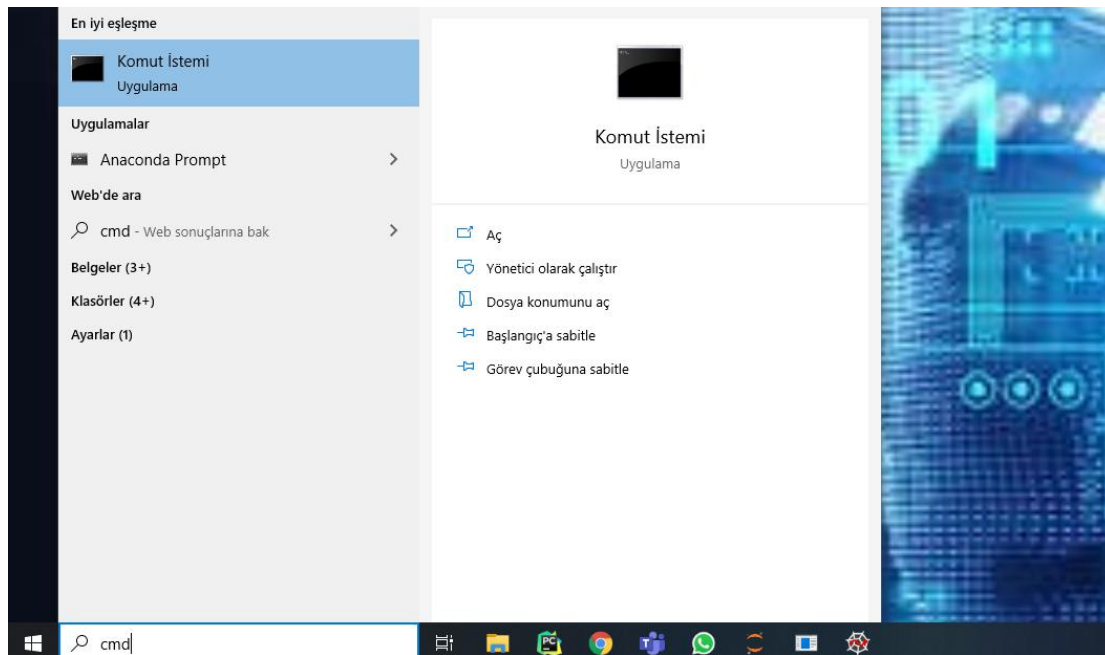 En iyi eşleşme
Komut İstemi
Uygulama
Uygulamalar
Anaconda Prompt
Web'de ara
cmd - Web sonuçlarına bak
Belgeler (3+)
Klasörler (4+)
Ayarlar (1)
Komut İstemi
Uygulama
Aç
Yönetici olarak çalıştır
Dosya konumunu aç
Başlangıç'a sabitle
Görev çubuğuna sabitle
cmd
PC